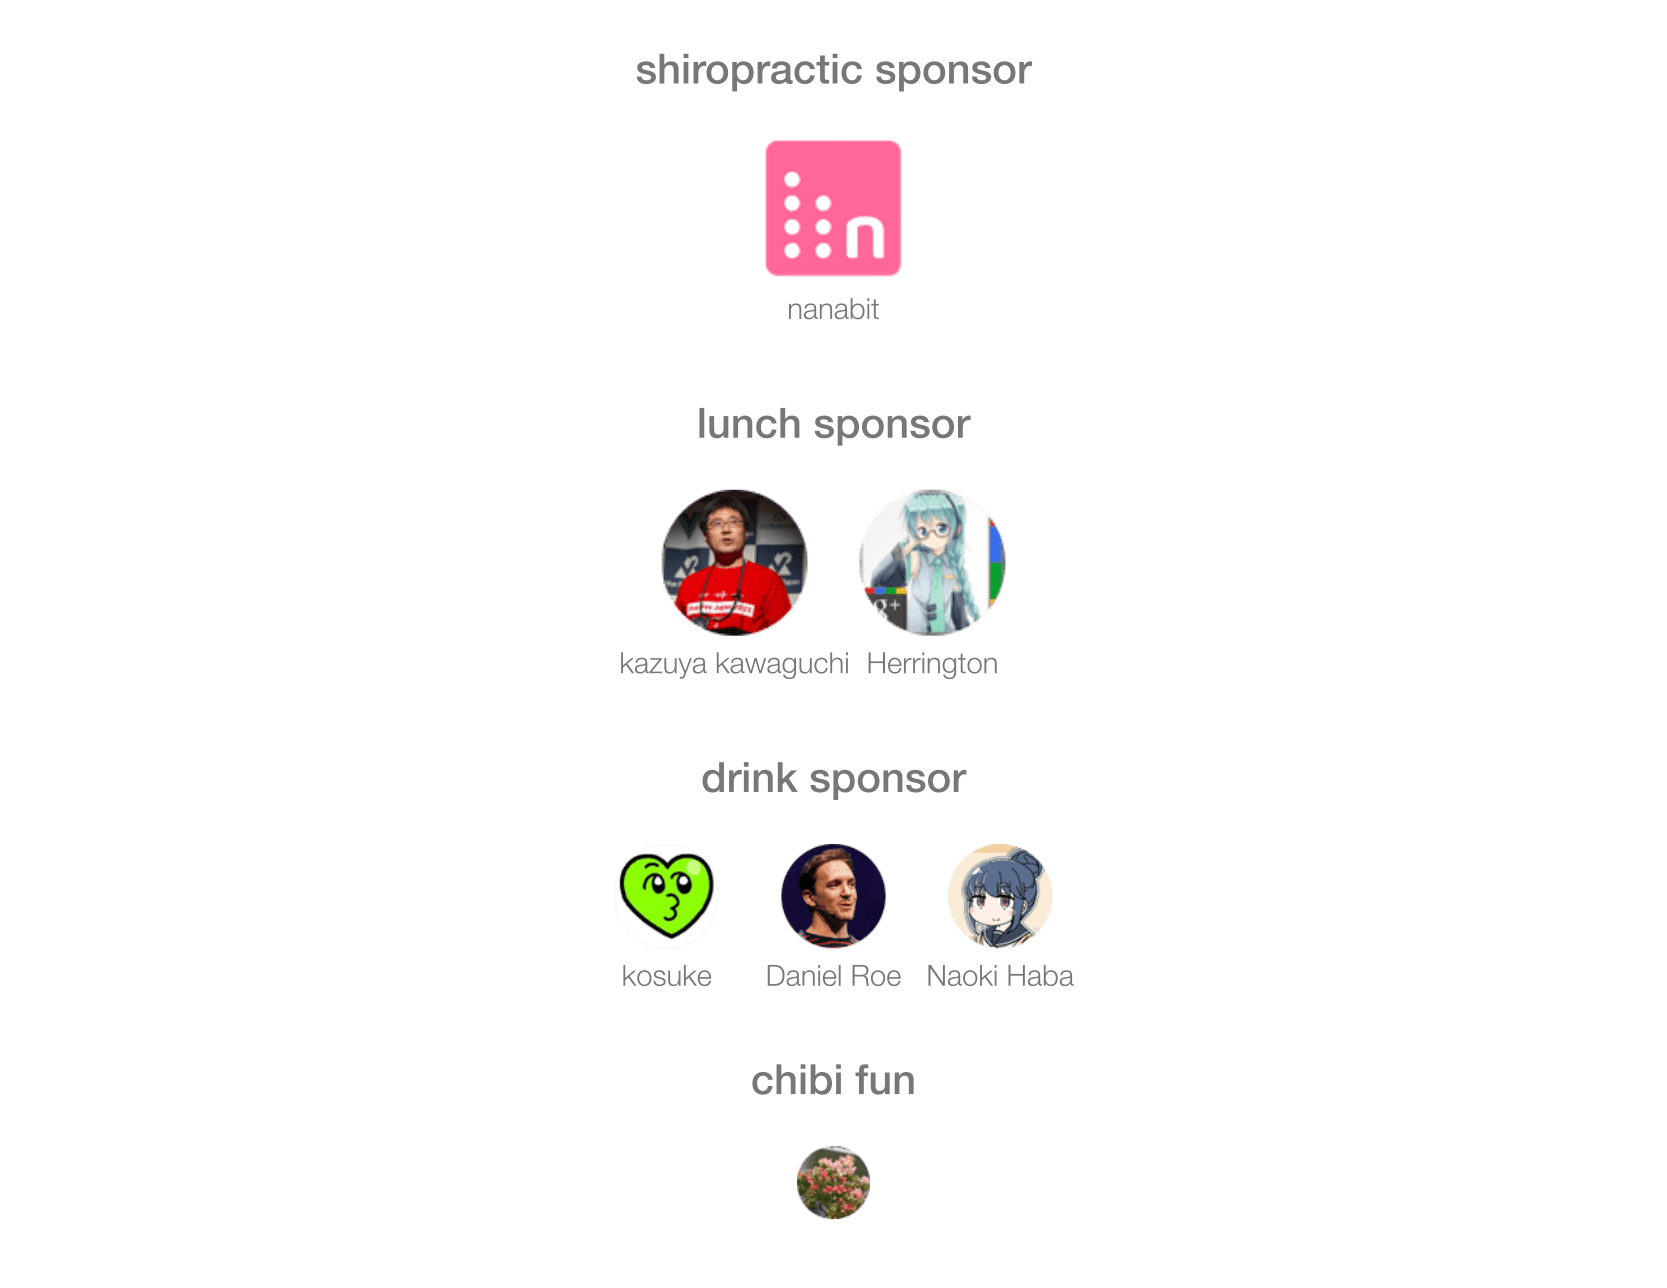 shiropractic sponsor
n
nanabit
lunch sponsor
g+
kazuya kawaguchi Herrington
drink sponsor
kosuke Daniel Roe Naoki Haba
chibi fun